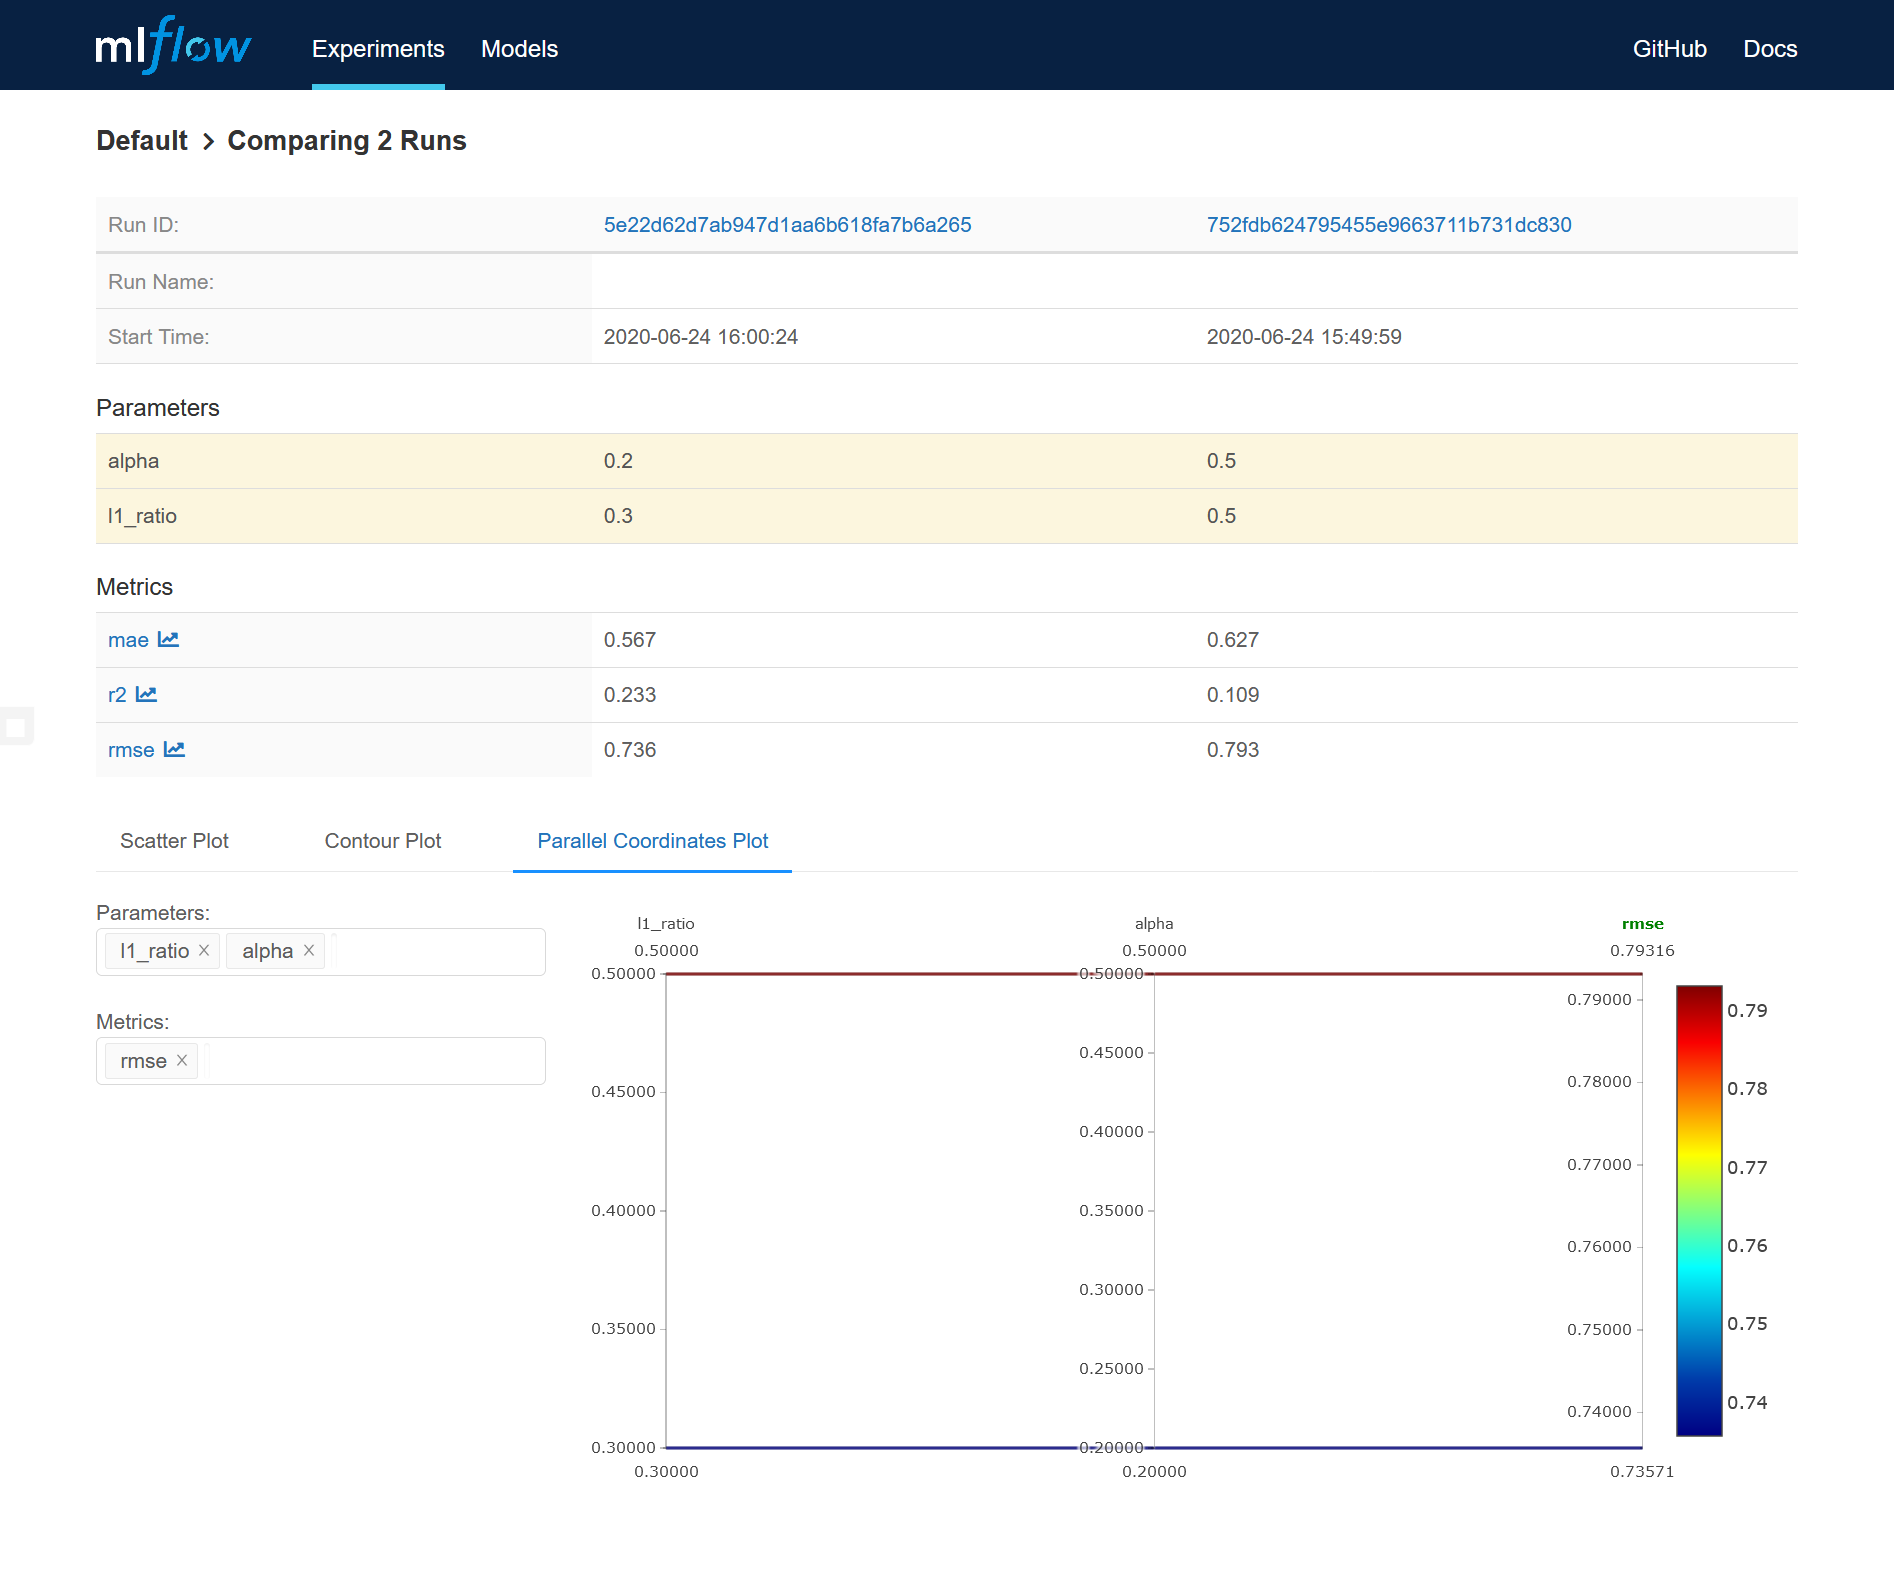 mlflow Experiments Models GitHub Docs
Default > Comparing 2 Runs
Run ID: 5e22d62d7ab947d1aa6b618fa7b6a265 752fdb624795455e9663711b731dc830
Run Name:
Start Time: 2020-06-24 16:00:24 2020-06-24 15:49:59
Parameters
alpha 0.2 0.5
l1_ratio 0.3 0.5
Metrics
mae 0.567 0.627
r2 0.233 0.109
rmse 0.736 0.793
Scatter Plot Contour Plot Parallel Coordinates Plot
Parameters:
l1_ratio × alpha ×
Metrics:
rmse ×
l1_ratio alpha rmse
0.50000 0.50000 0.79316
0.50000
0.45000
0.40000
0.35000
0.30000
0.50000
0.45000
0.40000
0.35000
0.30000
0.25000
0.20000
0.79000
0.78000
0.77000
0.76000
0.75000
0.74000
0.79
0.78
0.77
0.76
0.75
0.74
0.30000 0.20000 0.73571